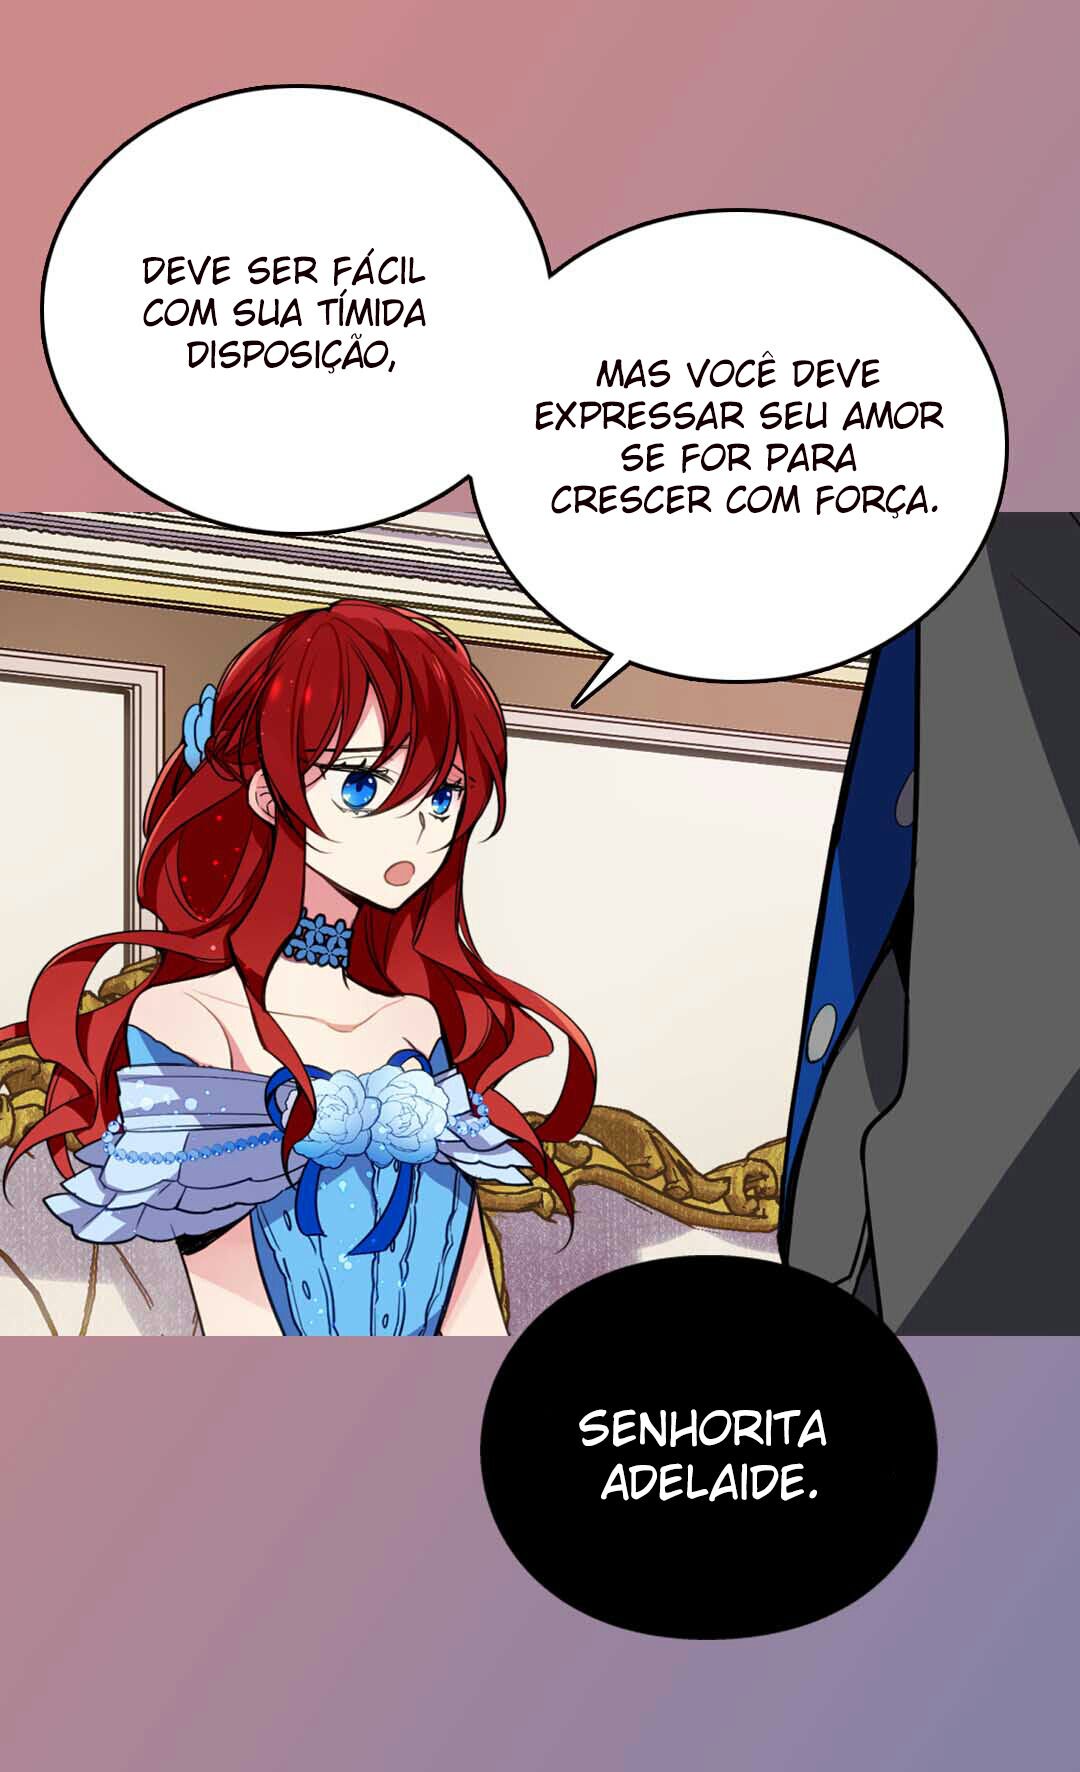 DEVE SER FÁCIL
COM SUA TÍMIDA
DISPOSIÇÃO,
MAS VOCÊ DEVE
EXPRESSAR SEU AMOR
SE FOR PARA
CRESCER COM FORÇA.
SENHORITA
ADELAIDE.